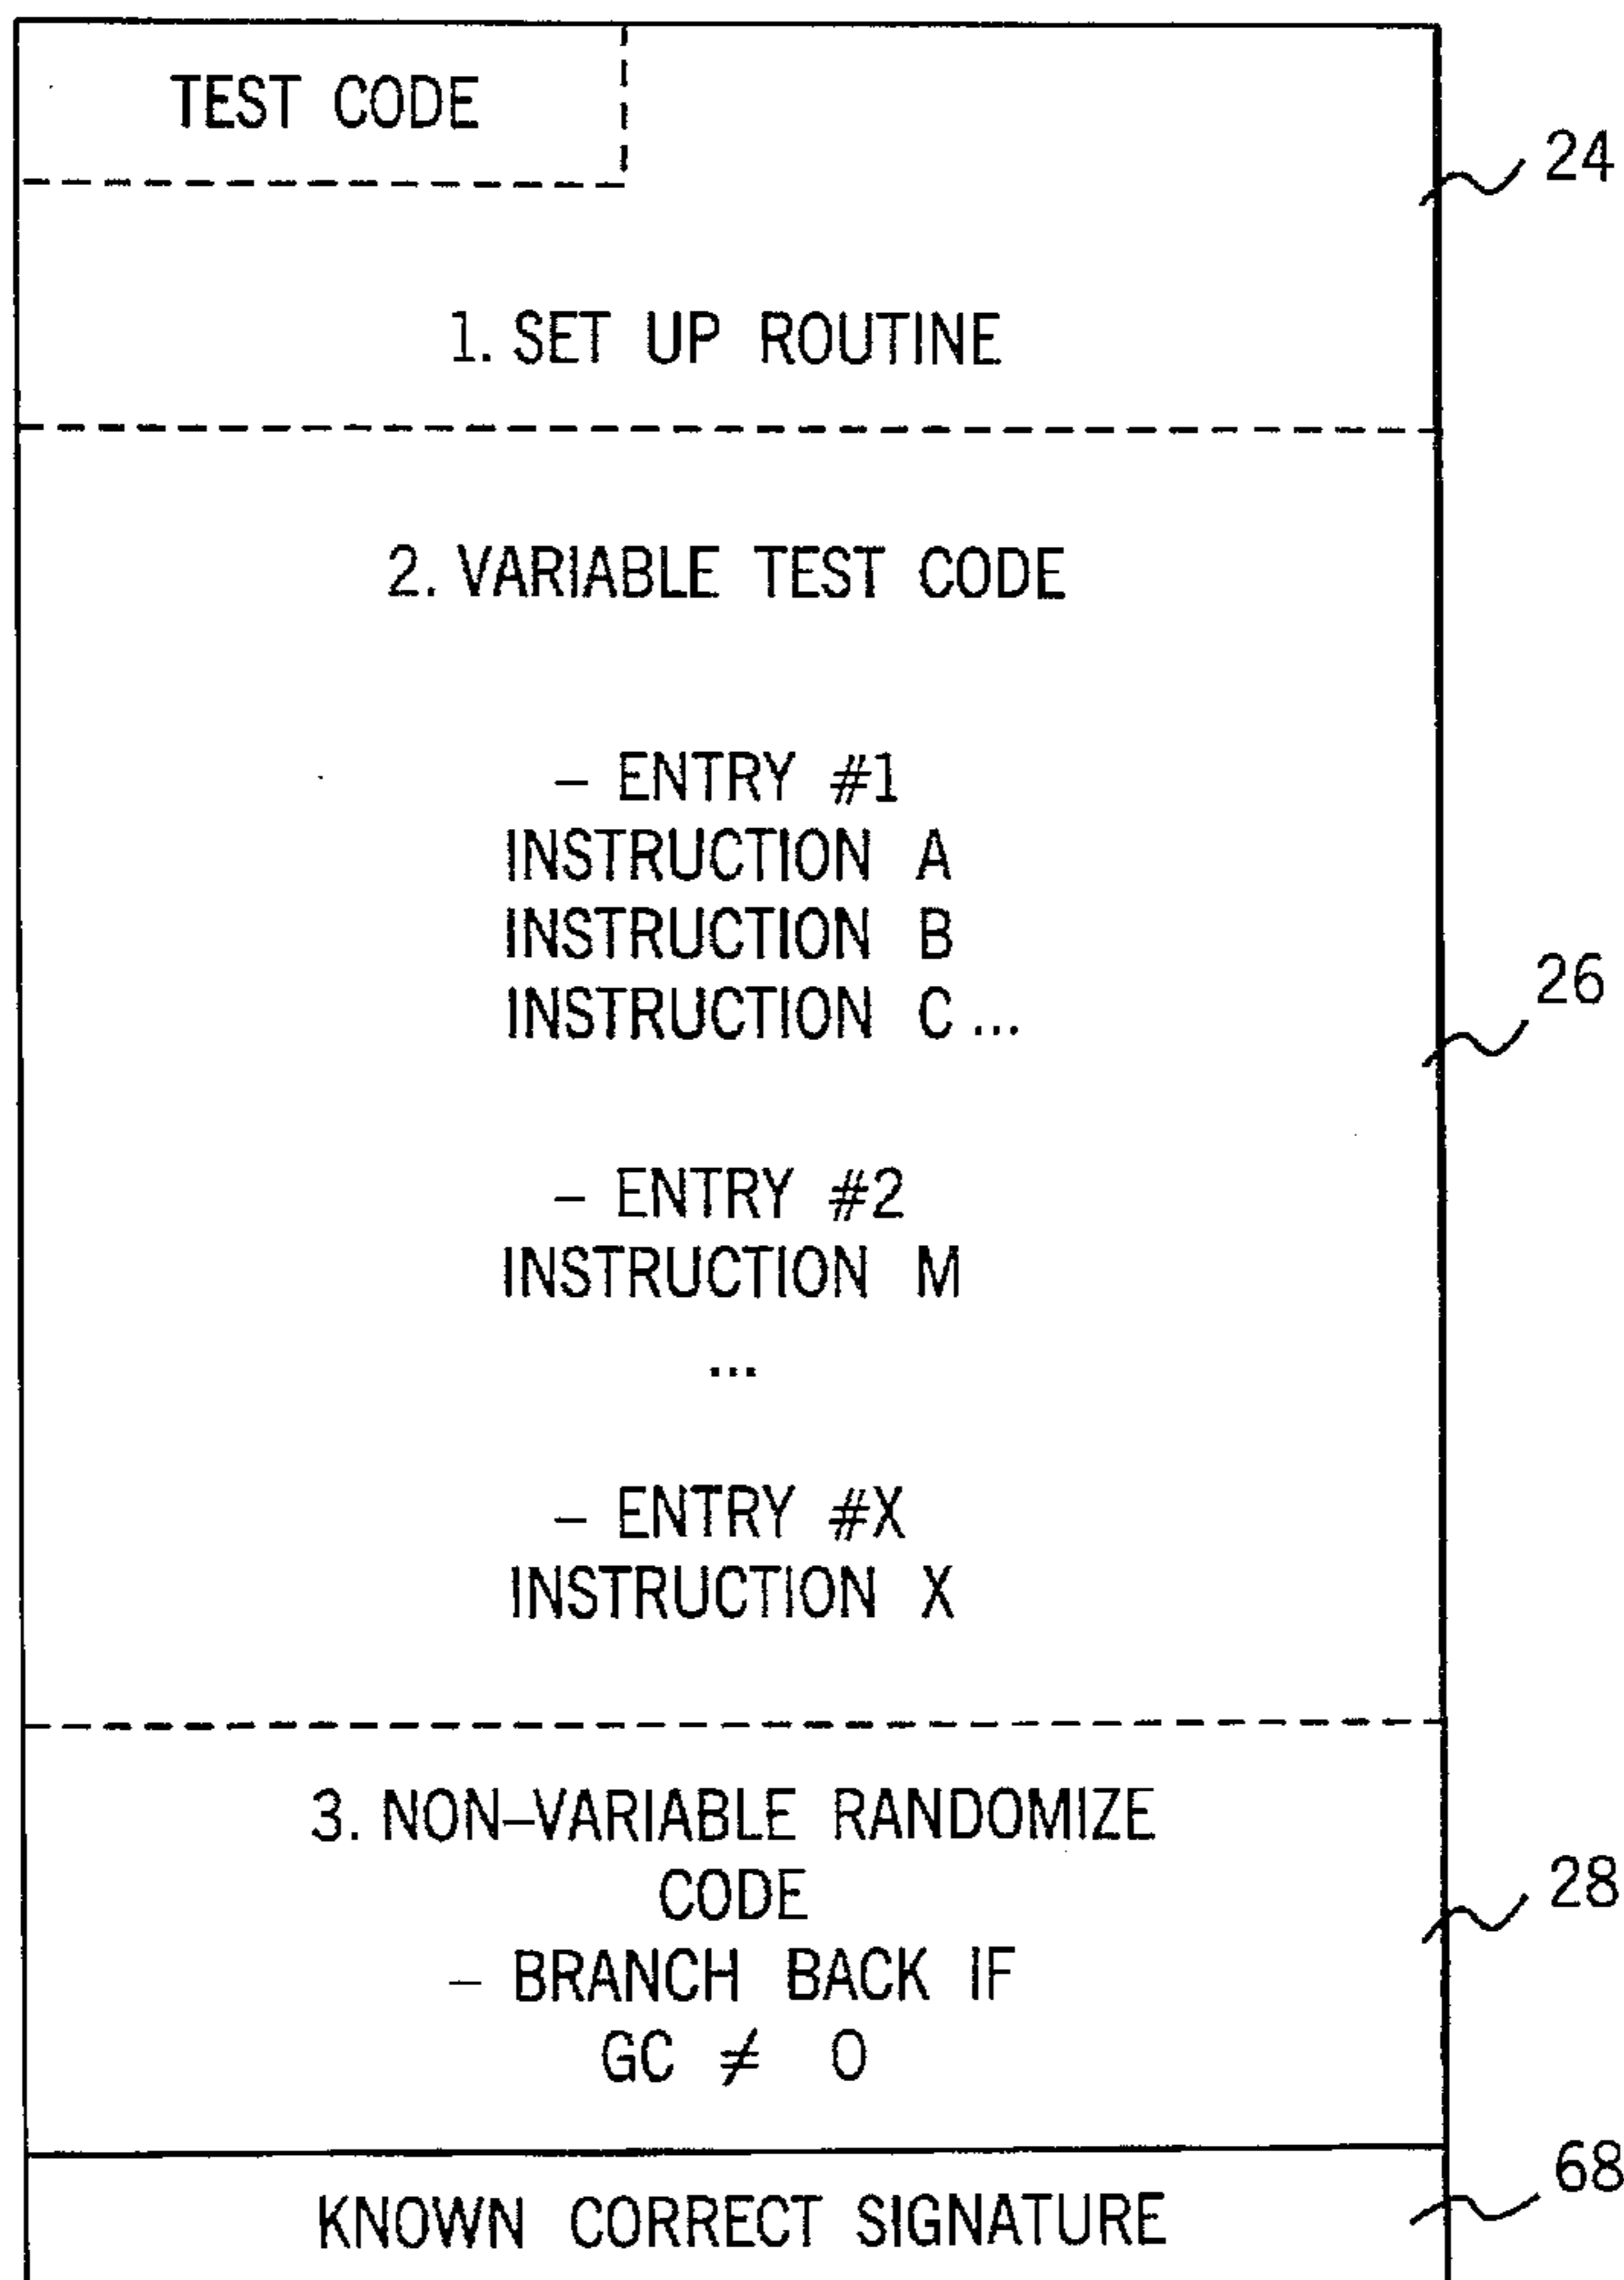 TEST CODE
24
1. SET UP ROUTINE
2. VARIABLE TEST CODE
– ENTRY #1
INSTRUCTION A
INSTRUCTION B
INSTRUCTION C ...
26
– ENTRY #2
INSTRUCTION M
...
– ENTRY #X
INSTRUCTION X
3. NON–VARIABLE RANDOMIZE
CODE
28
– BRANCH BACK IF
GC ≠ 0
68
KNOWN CORRECT SIGNATURE